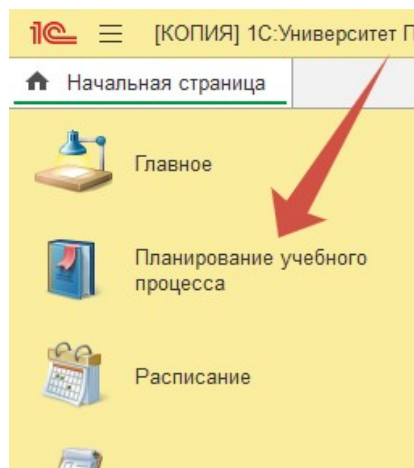 1С [КОПИЯ] 1С:Университет П
Начальная страница
Главное
Планирование учебного
процесса
Расписание